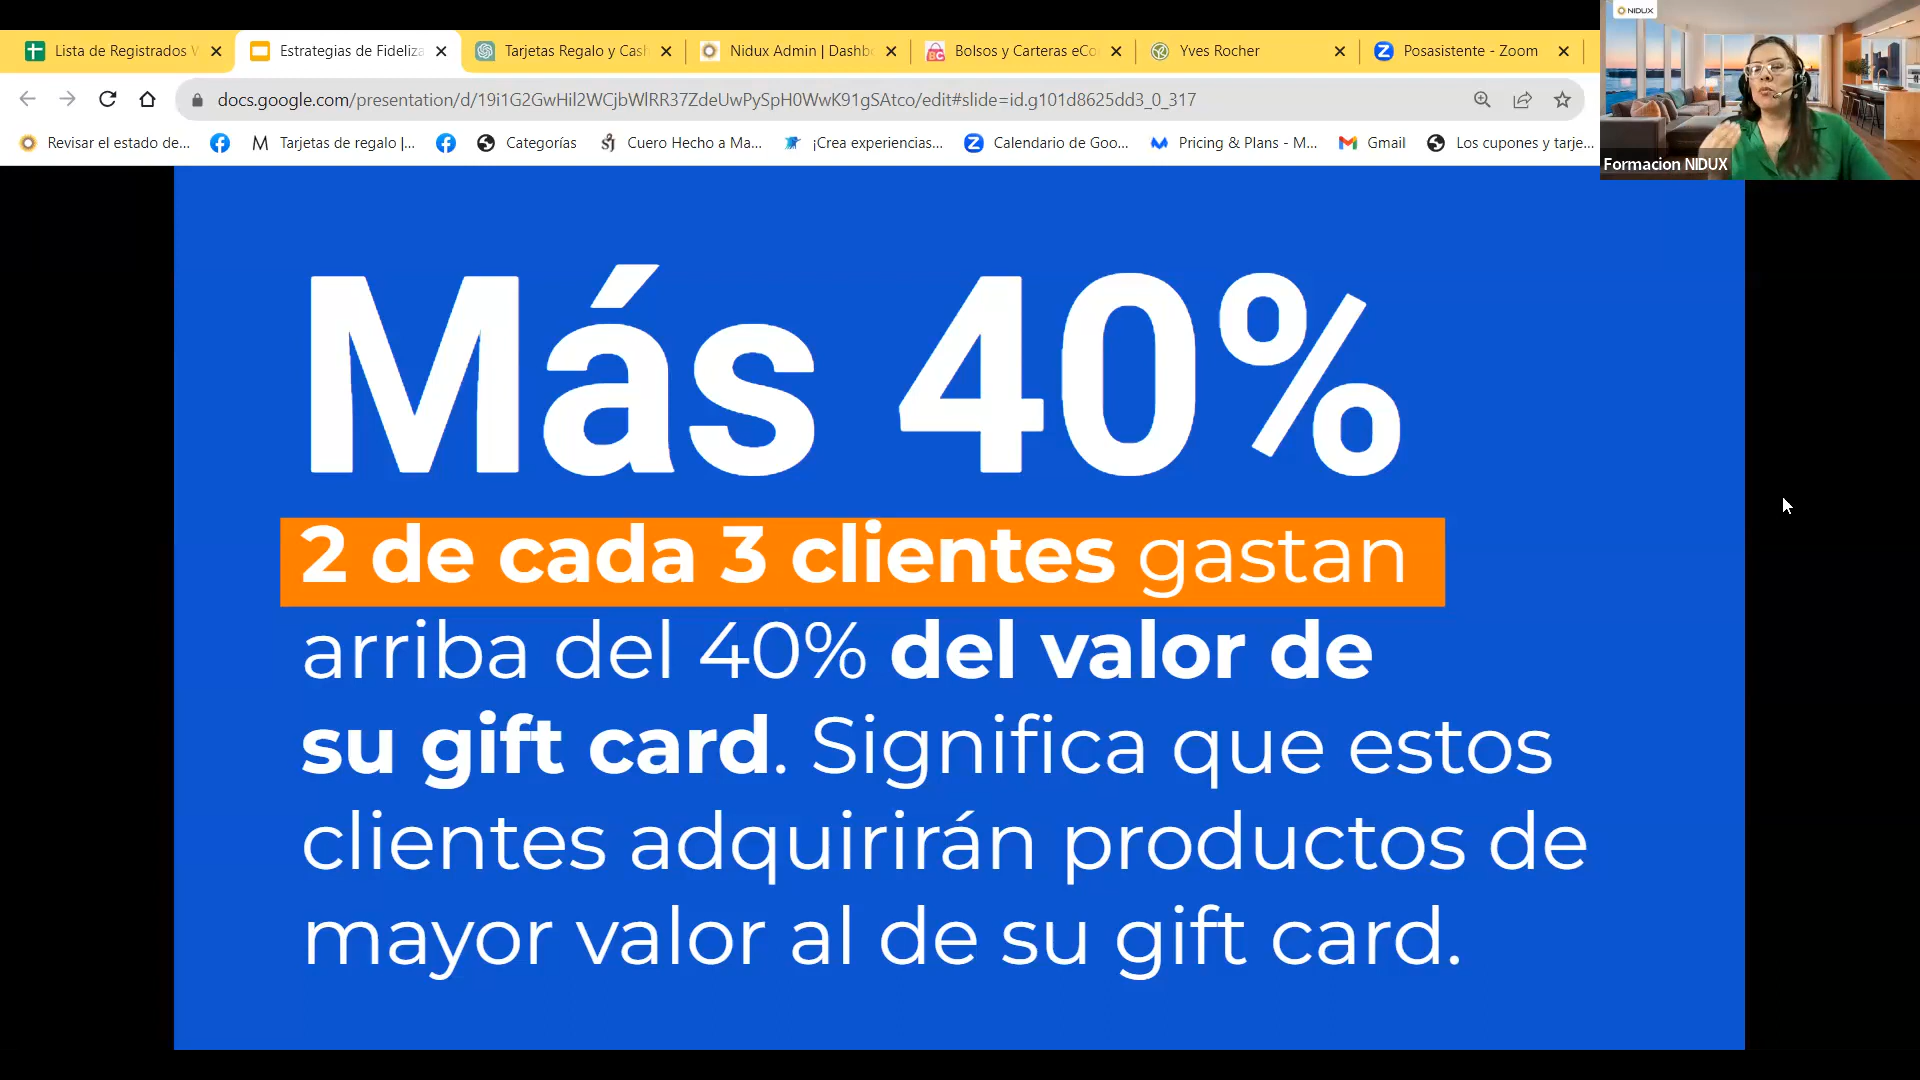 NIDUX
Lista de Registrados V
Estrategias de Fideliza
Tarjetas Regalo y Cash
Nidux Admin | Dashb
Bolsos y Carteras eCo
Yves Rocher
Posasistente - Zoom
docs.google.com/presentation/d/19i1G2GwHil2WCjbWlRR37ZdeUwPySpH0WwK91gSAtco/edit#slide=id.g101d8625dd3_0_317
Revisar el estado de...
Tarjetas de regalo |...
Categorías
Cuero Hecho a Ma...
¡Crea experiencias...
Calendario de Goo...
Pricing & Plans - M...
Gmail
Los cupones y tarje...
Formacion NIDUX
Más 40%
2 de cada 3 clientes gastan
arriba del 40% del valor de
su gift card. Significa que estos
clientes adquirirán productos de
mayor valor al de su gift card.